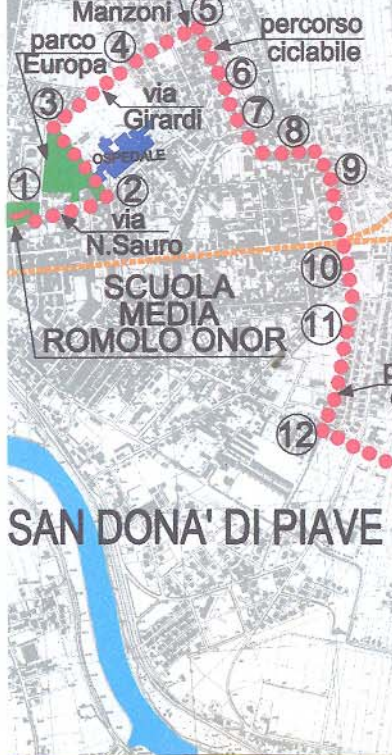 Manzoni
5
percorso
ciclabile
parco
Europa
4
6
via
Girardi
3
7
8
OSPEDALE
9
1
2
via
N.Sauro
10
SCUOLA
MEDIA
ROMOLO ONOR
11
12
SAN DONA' DI PIAVE